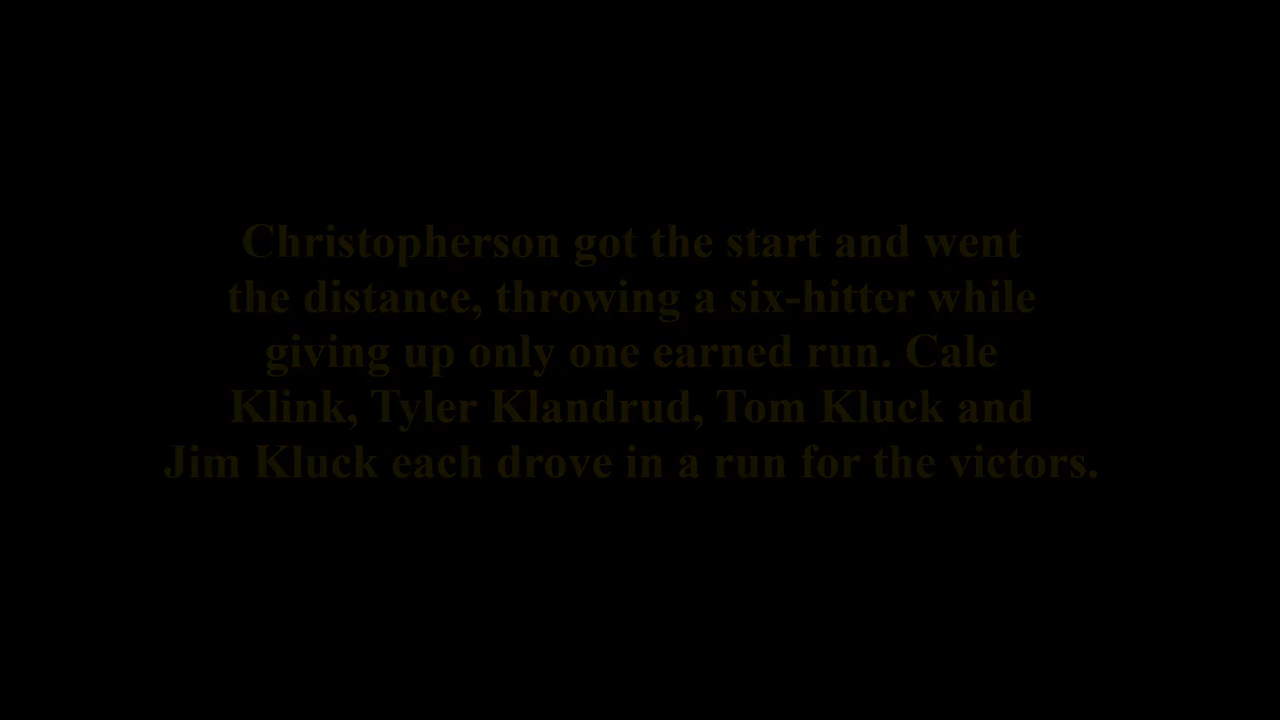 Christopherson got the start and went
the distance, throwing a six-hitter while
giving up only one earned run. Cale
Klink, Tyler Klandrud, Tom Kluck and
Jim Kluck each drove in a run for the victors.